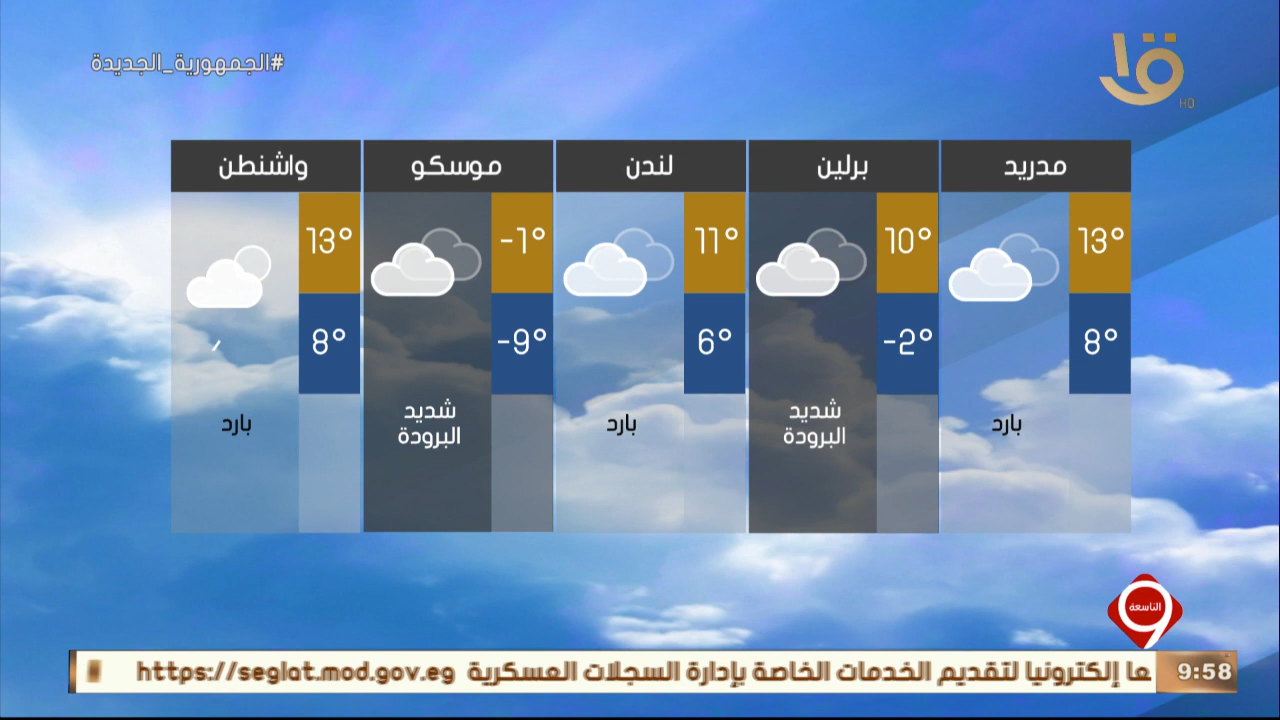 #الجمهورية_الجديدة
HD
مدريد
13°
8°
بارد
برلين
10°
-2°
شديد
البرودة
لندن
11°
6°
بارد
موسكو
-1°
-9°
شديد
البرودة
واشنطن
13°
8°
بارد
التاسعة
9
9:58
إلكترونيا لتقديم الخدمات الخاصة بإدارة السجلات العسكرية https://seglat.mod.gov.eg